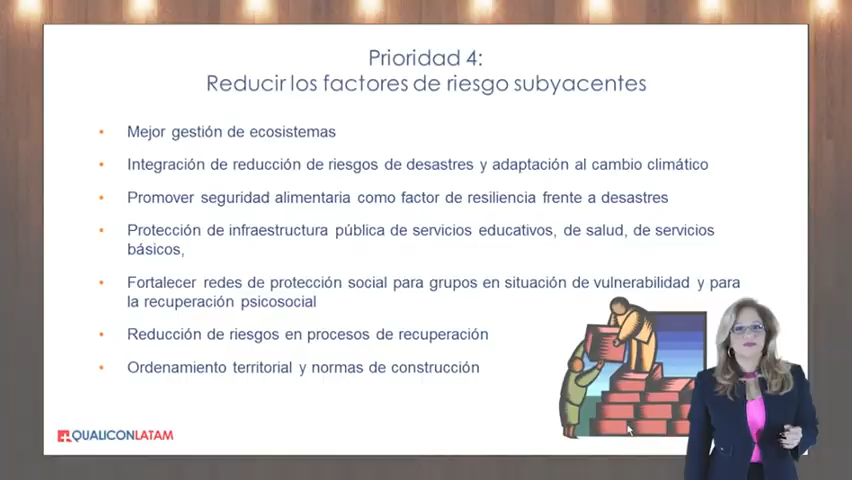 Prioridad 4:
Reducir los factores de riesgo subyacentes
• Mejor gestión de ecosistemas
• Integración de reducción de riesgos de desastres y adaptación al cambio climático
• Promover seguridad alimentaria como factor de resiliencia frente a desastres
• Protección de infraestructura pública de servicios educativos, de salud, de servicios
básicos,
• Fortalecer redes de protección social para grupos en situación de vulnerabilidad y para
la recuperación psicosocial
• Reducción de riesgos en procesos de recuperación
• Ordenamiento territorial y normas de construcción
QUALICONLATAM